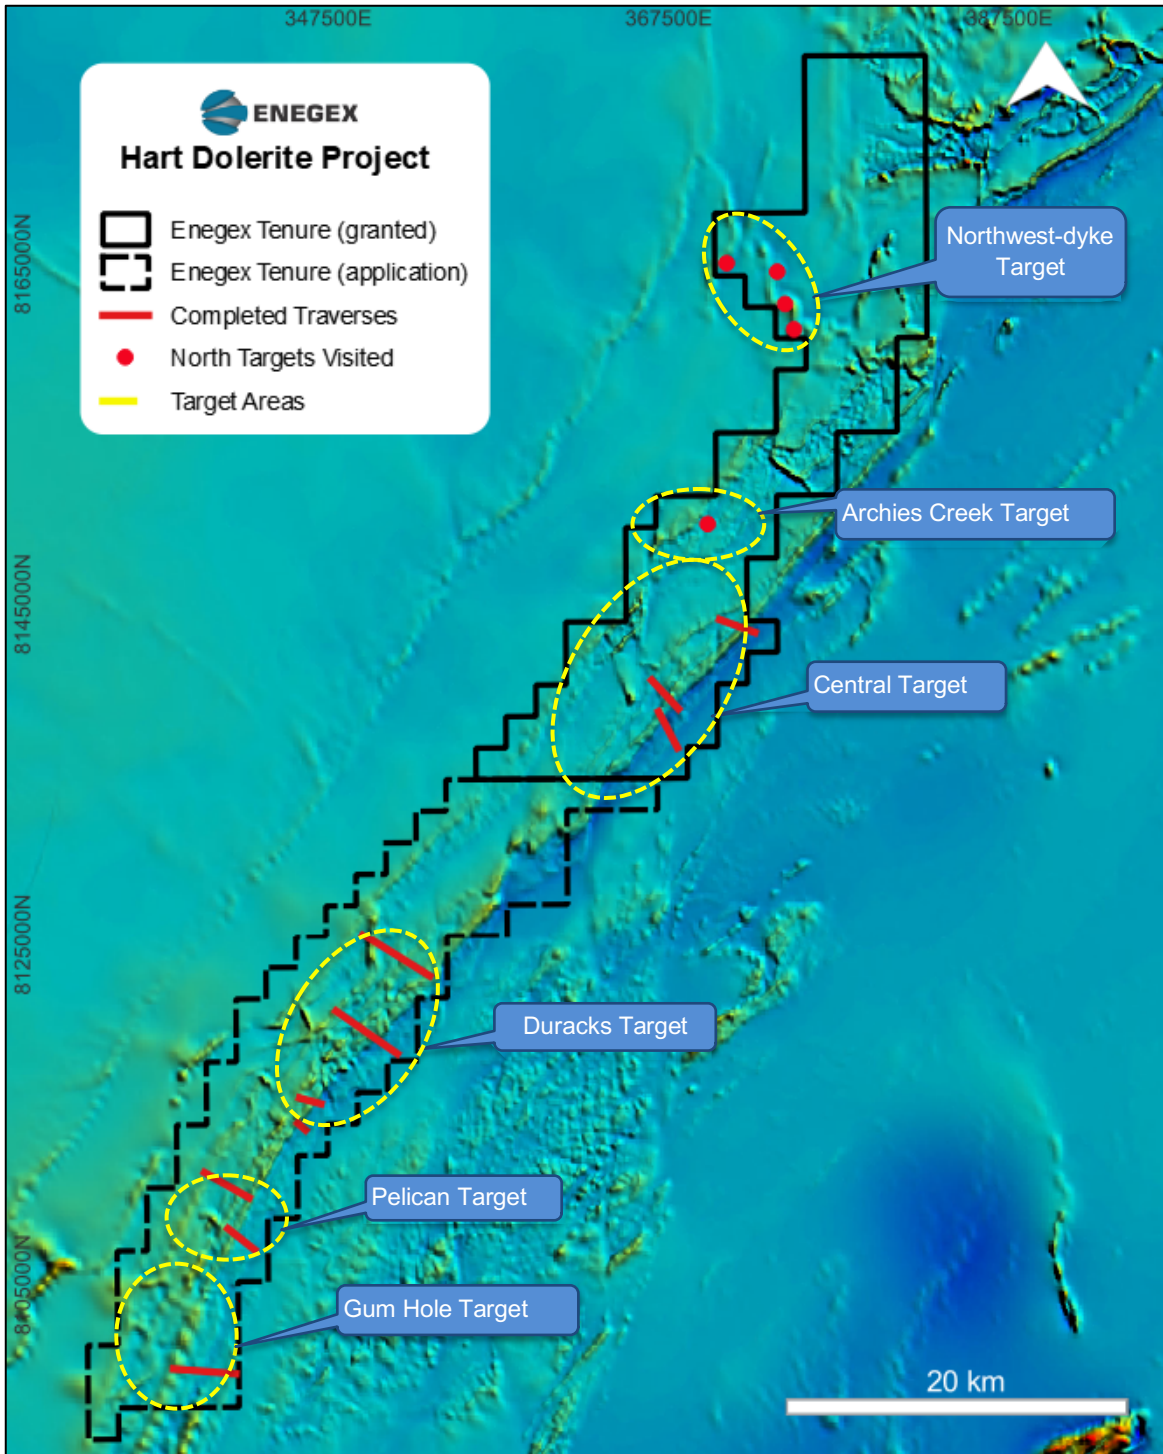 347500E
367500E
387500E
ENEGEX
Hart Dolerite Project
Enegex Tenure (granted)
Enegex Tenure (application)
Completed Traverses
North Targets Visited
Target Areas
8165000N
8145000N
8125000N
8105000N
Northwest-dyke
Target
Archies Creek Target
Central Target
Duracks Target
Pelican Target
Gum Hole Target
20 km